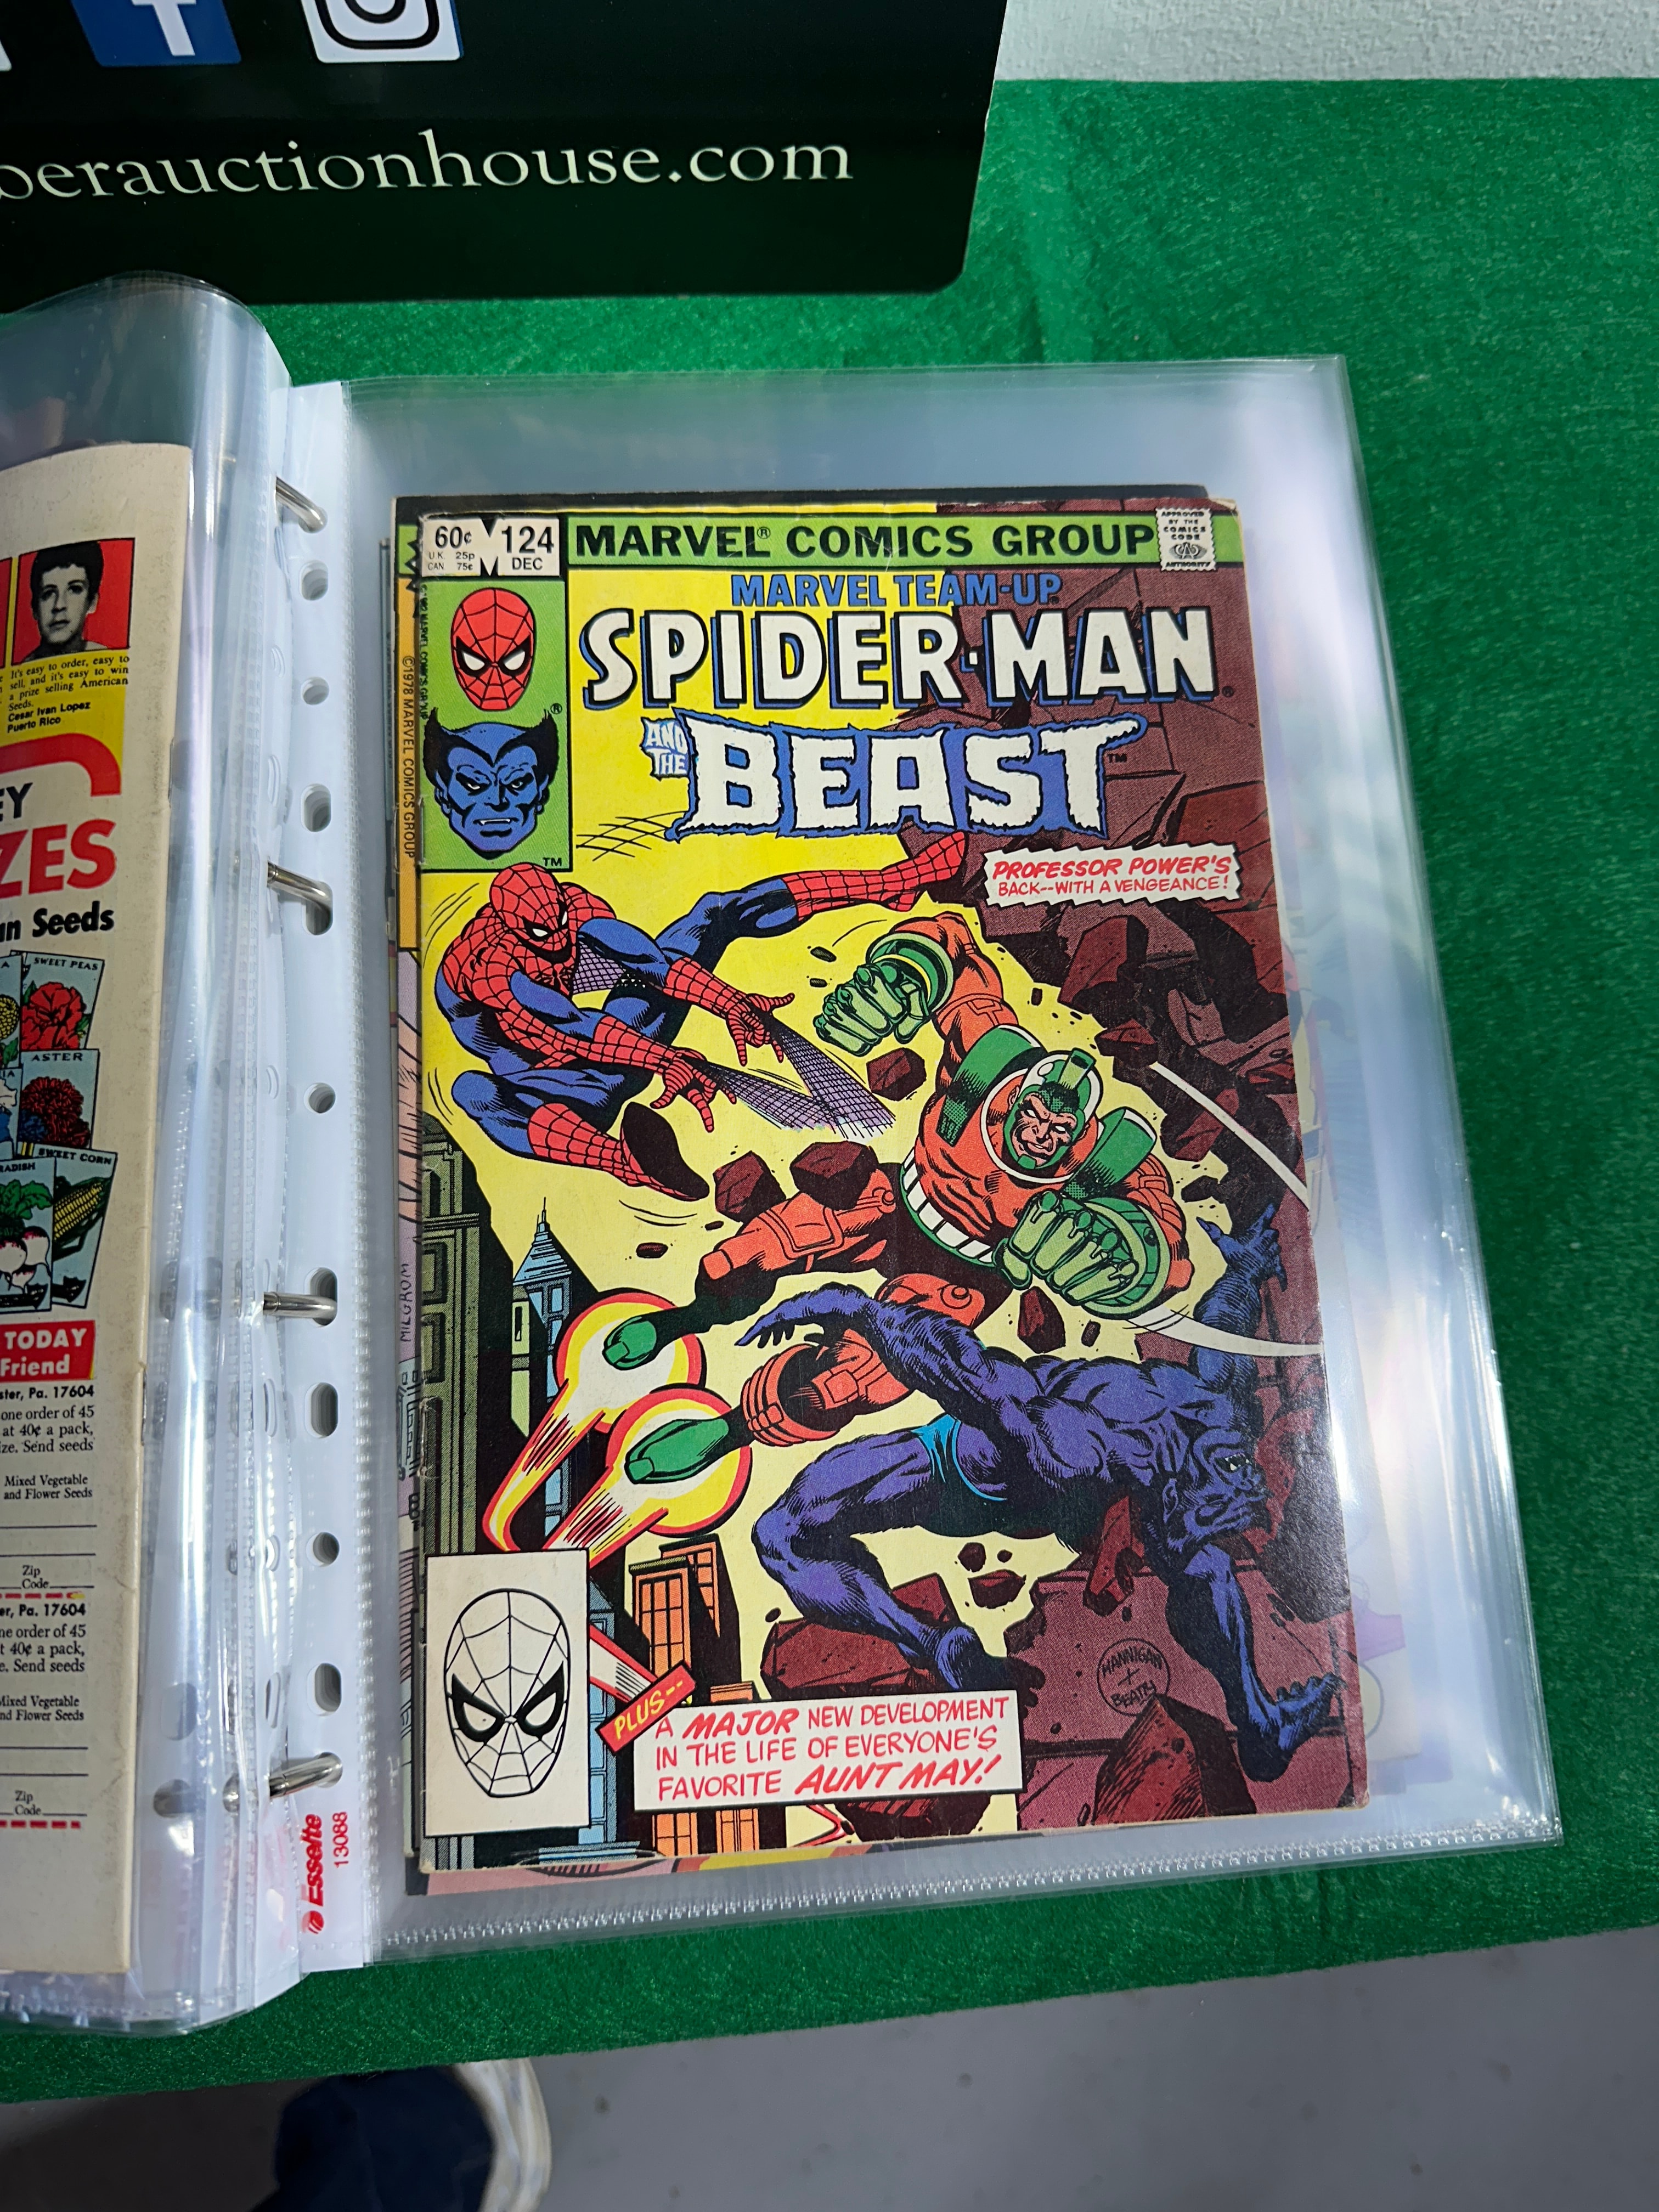 berauctionhouse.com
60¢
U.K. 25p
CAN 75¢
M
124
DEC
MARVEL® COMICS GROUP
APPROVED
BY THE
COMICS
CODE
AUTHORITY
MARVEL TEAM-UP
SPIDER-MAN®
AND
THE
BEAST™
®
TM
PROFESSOR POWER'S
BACK--WITH A VENGEANCE!
©1978 MARVEL COMICS GROUP
MILGROM
HANNIGAN
+
BEATTY
PLUS--
A MAJOR NEW DEVELOPMENT
IN THE LIFE OF EVERYONE'S
FAVORITE AUNT MAY!
It's easy to order, easy to
sell, and it's easy to win
a prize selling American
Seeds.
Cesar Ivan Lopez
Puerto Rico
EY
ZES
an Seeds
SWEET PEAS
ASTER
RADISH
SWEET CORN
TODAY
Friend
ster, Pa. 17604
one order of 45
at 40¢ a pack,
ze. Send seeds
Mixed Vegetable
and Flower Seeds
Zip
Code
er, Pa. 17604
ne order of 45
t 40¢ a pack,
e. Send seeds
Mixed Vegetable
nd Flower Seeds
Zip
Code
Esselte
13088